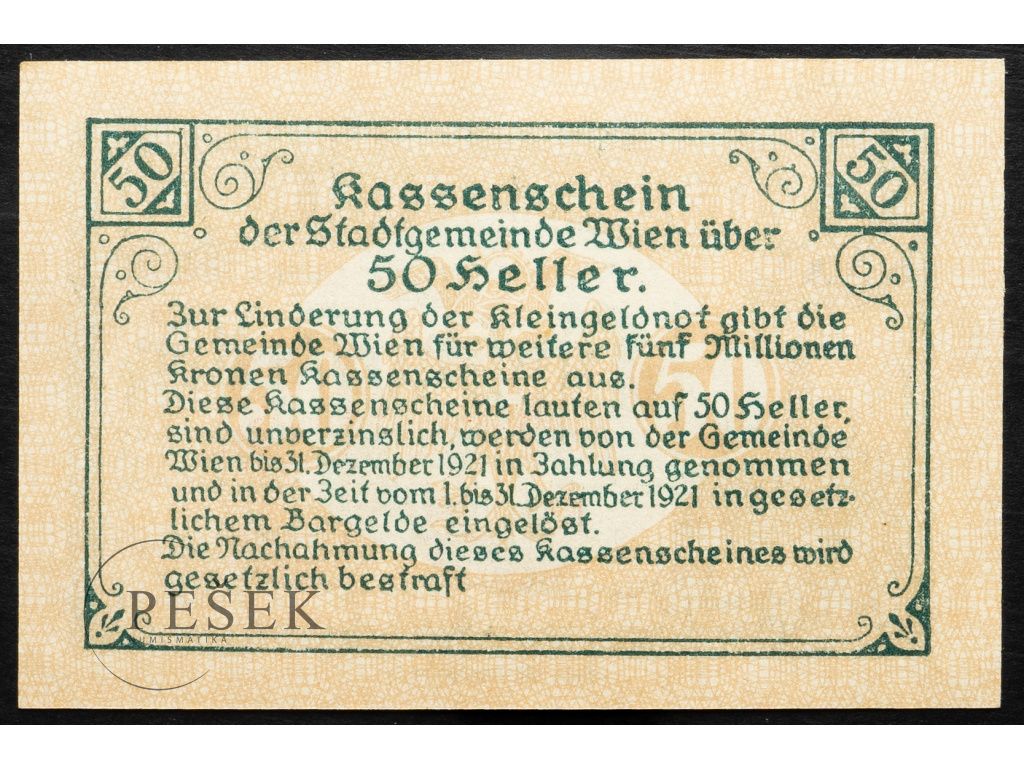 50 50
Kassenschein
der Stadtgemeinde Wien über
50 Heller.
Zur Linderung der Kleingeldnot gibt die
Gemeinde Wien für weitere fünf Millionen
Kronen Kassenscheine aus.
Diese Kassenscheine lauten auf 50 Heller,
sind unverzinslich, werden von der Gemeinde
Wien bis 31. Dezember 1921 in Zahlung genommen
und in der Zeit vom 1. bis 31. Dezember 1921 in gesetz-
lichem Bargelde eingelöst.
Die Nachahmung dieses Kassenscheines wird
gesetzlich bestraft
50
PEŠEK
NUMISMATIKA